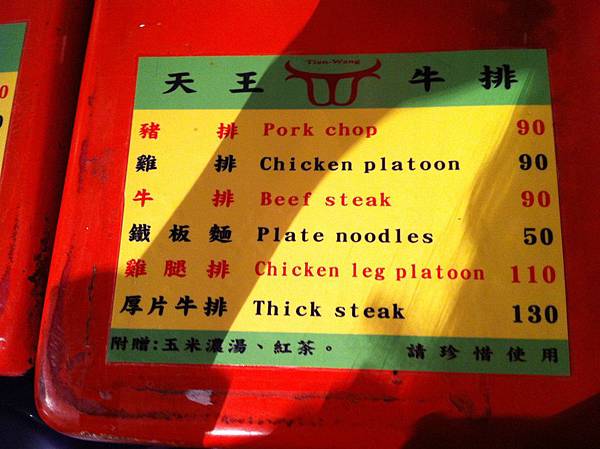 天王 Tien-Wang 牛排
豬排 Pork chop 90
雞排 Chicken platoon 90
牛排 Beef steak 90
鐵板麵 Plate noodles 50
雞腿排 Chicken leg platoon 110
厚片牛排 Thick steak 130
附贈:玉米濃湯、紅茶。 請珍惜使用